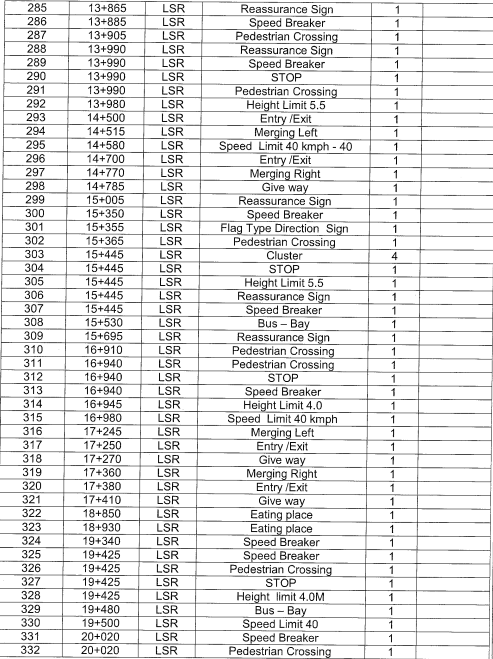 285 13+865 LSR Reassurance Sign 1
286 13+885 LSR Speed Breaker 1
287 13+905 LSR Pedestrian Crossing 1
288 13+990 LSR Reassurance Sign 1
289 13+990 LSR Speed Breaker 1
290 13+990 LSR STOP 1
291 13+990 LSR Pedestrian Crossing 1
292 13+980 LSR Height Limit 5.5 1
293 14+500 LSR Entry /Exit 1
294 14+515 LSR Merging Left 1
295 14+580 LSR Speed Limit 40 kmph - 40 1
296 14+700 LSR Entry /Exit 1
297 14+770 LSR Merging Right 1
298 14+785 LSR Give way 1
299 15+005 LSR Reassurance Sign 1
300 15+350 LSR Speed Breaker 1
301 15+355 LSR Flag Type Direction Sign 1
302 15+365 LSR Pedestrian Crossing 1
303 15+445 LSR Cluster 4
304 15+445 LSR STOP 1
305 15+445 LSR Height Limit 5.5 1
306 15+445 LSR Reassurance Sign 1
307 15+445 LSR Speed Breaker 1
308 15+530 LSR Bus – Bay 1
309 15+695 LSR Reassurance Sign 1
310 16+910 LSR Pedestrian Crossing 1
311 16+940 LSR Pedestrian Crossing 1
312 16+940 LSR STOP 1
313 16+940 LSR Speed Breaker 1
314 16+945 LSR Height Limit 4.0 1
315 16+980 LSR Speed Limit 40 kmph 1
316 17+245 LSR Merging Left 1
317 17+250 LSR Entry /Exit 1
318 17+270 LSR Give way 1
319 17+360 LSR Merging Right 1
320 17+380 LSR Entry /Exit 1
321 17+410 LSR Give way 1
322 18+850 LSR Eating place 1
323 18+930 LSR Eating place 1
324 19+340 LSR Speed Breaker 1
325 19+425 LSR Speed Breaker 1
326 19+425 LSR Pedestrian Crossing 1
327 19+425 LSR STOP 1
328 19+425 LSR Height limit 4.0M 1
329 19+480 LSR Bus – Bay 1
330 19+500 LSR Speed Limit 40 1
331 20+020 LSR Speed Breaker 1
332 20+020 LSR Pedestrian Crossing 1